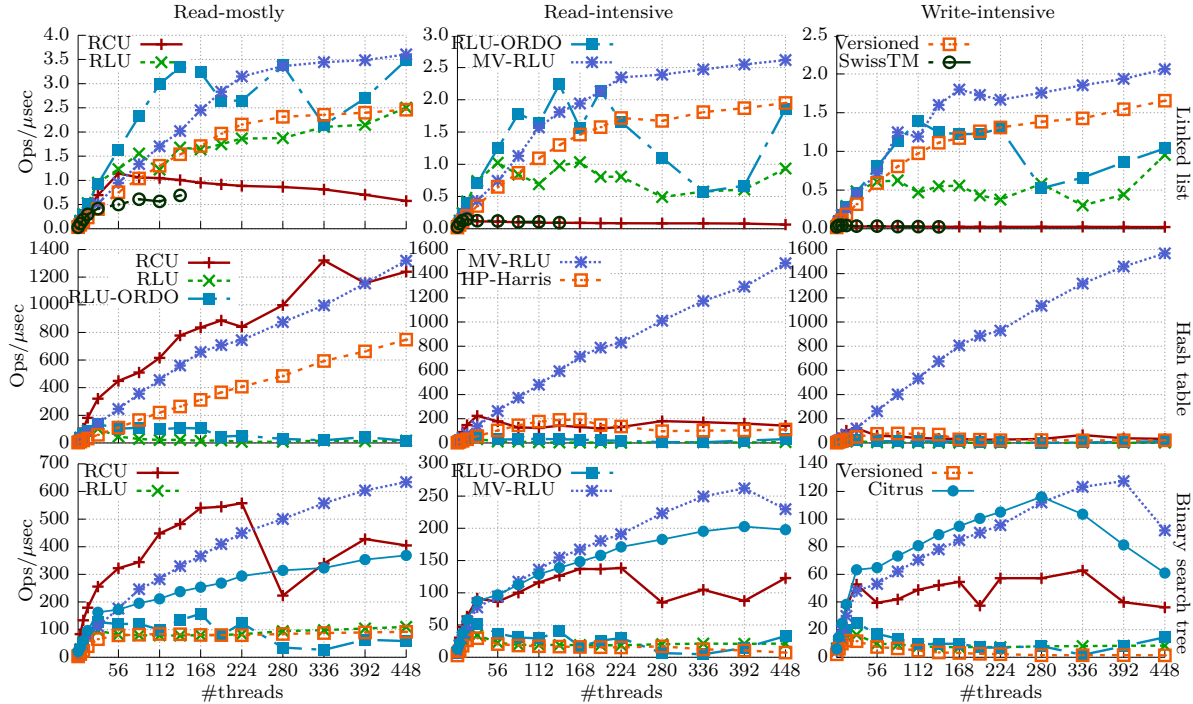 Read-mostly
Read-intensive
Write-intensive
4.0
3.5
3.0
2.5
2.0
1.5
1.0
0.5
0.0
Ops/μsec
RCU
RLU
3.0
2.5
2.0
1.5
1.0
0.5
0.0
RLU-ORDO
MV-RLU
2.5
2.0
1.5
1.0
0.5
0.0
Versioned
SwissTM
Linked list
1400
1200
1000
800
600
400
200
0
Ops/μsec
RCU
RLU
RLU-ORDO
1600
1400
1200
1000
800
600
400
200
0
MV-RLU
HP-Harris
1600
1400
1200
1000
800
600
400
200
0
Hash table
700
600
500
400
300
200
100
0
Ops/μsec
RCU
RLU
300
250
200
150
100
50
0
RLU-ORDO
MV-RLU
140
120
100
80
60
40
20
0
Versioned
Citrus
Binary search tree
56 112 168 224 280 336 392 448
56 112 168 224 280 336 392 448
56 112 168 224 280 336 392 448
#threads
#threads
#threads